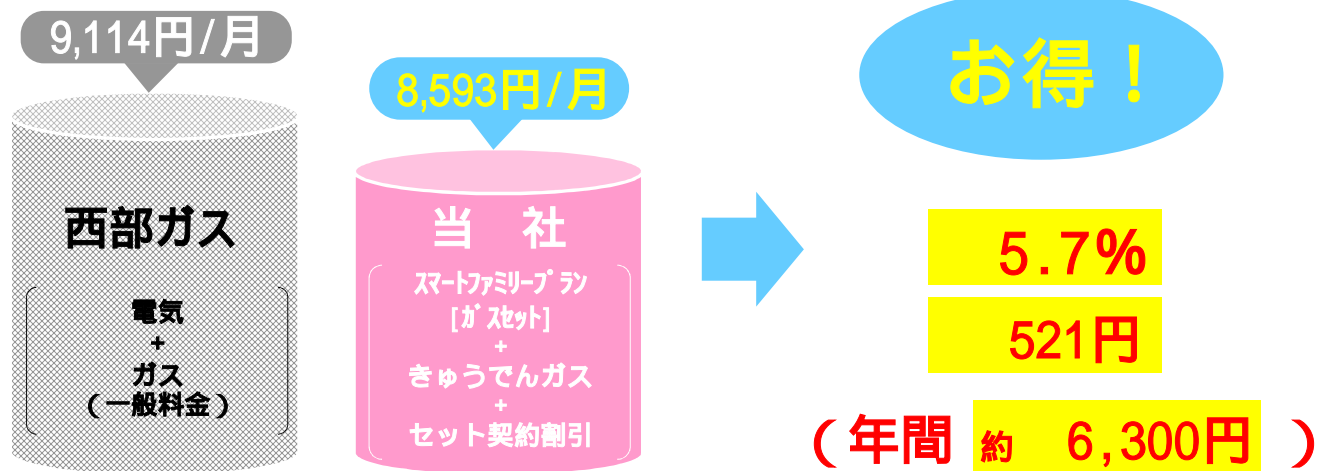 9,114円/月
西部ガス
電気
+
ガス
(一般料金)
8,593円/月
当 社
ｽﾏｰﾄﾌｧﾐﾘｰﾌﾟﾗﾝ
[ｶﾞｽｾｯﾄ]
+
きゅうでんガス
+
セット契約割引
お得！
5.7%
521円
(年間 約 6,300円)